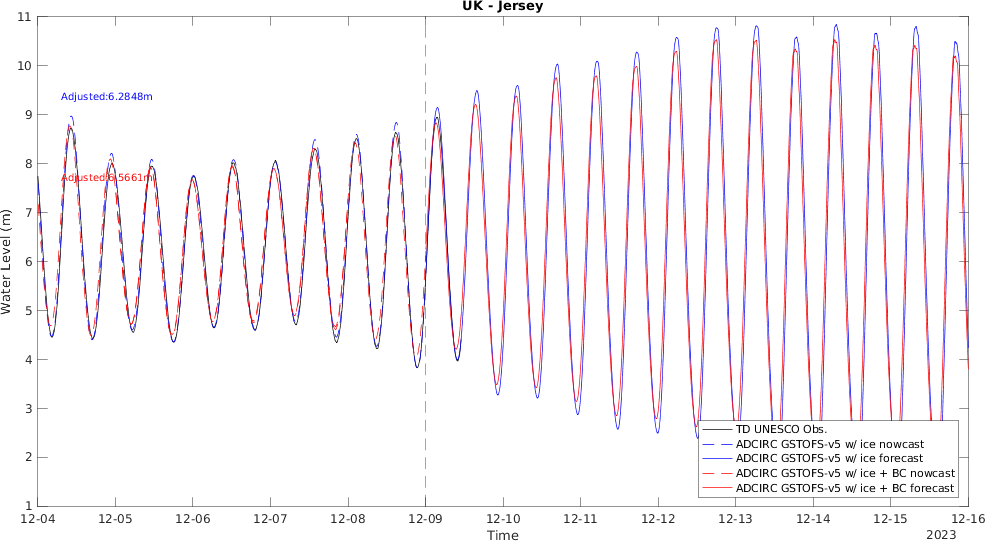 UK - Jersey
11
10
9
8
7
6
5
4
3
2
1
Water Level (m)
Adjusted:6.2848m
Adjusted:6.5661m
TD UNESCO Obs.
ADCIRC GSTOFS-v5 w/ ice nowcast
ADCIRC GSTOFS-v5 w/ ice forecast
ADCIRC GSTOFS-v5 w/ ice + BC nowcast
ADCIRC GSTOFS-v5 w/ ice + BC forecast
12-04 12-05 12-06 12-07 12-08 12-09 12-10 12-11 12-12 12-13 12-14 12-15 12-16
Time
2023